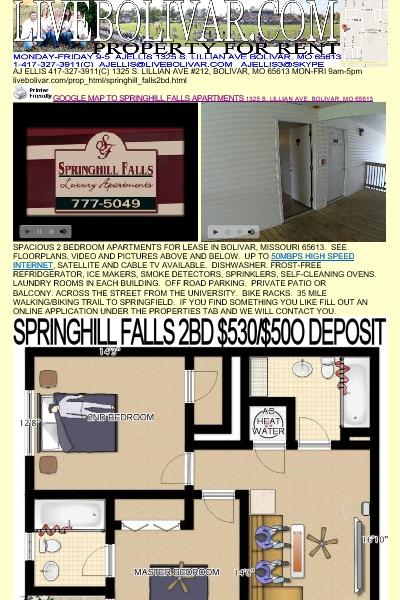 LIVEBOLIVAR.COM
PROPERTY FOR RENT
MONDAY-FRIDAY 9-5 AJELLIS 1325 S. LILLIAN AVE BOLIVAR, MO 65613
1-417-327-3911(C) AJELLIS@LIVEBOLIVAR.COM AJELLIS3@SKYPE
AJ ELLIS 417-327-3911(C) 1325 S. LILLIAN AVE #212, BOLIVAR, MO 65613 MON-FRI 9am-5pm
livebolivar.com/prop_html/springhill_falls2bd.html
Printer Friendly GOOGLE MAP TO SPRINGHILL FALLS APARTMENTS 1325 S. LILLIAN AVE, BOLIVAR, MO 65613
SPRINGHILL FALLS
Luxury Apartments
777-5049
SPACIOUS 2 BEDROOM APARTMENTS FOR LEASE IN BOLIVAR, MISSOURI 65613. SEE
FLOORPLANS, VIDEO AND PICTURES ABOVE AND BELOW. UP TO 50MBPS HIGH SPEED
INTERNET, SATELLITE AND CABLE TV AVAILABLE. DISHWASHER. FROST-FREE
REFRIDGERATOR, ICE MAKERS, SMOKE DETECTORS, SPRINKLERS, SELF-CLEANING OVENS.
LAUNDRY ROOMS IN EACH BUILDING. OFF ROAD PARKING. PRIVATE PATIO OR
BALCONY. ACROSS THE STREET FROM THE UNIVERSITY. BIKE RACKS. 35 MILE
WALKING/BIKING TRAIL TO SPRINGFIELD. IF YOU FIND SOMETHING YOU LIKE FILL OUT AN
ONLINE APPLICATION UNDER THE PROPERTIES TAB AND WE WILL CONTACT YOU.
SPRINGHILL FALLS 2BD $530/$500 DEPOSIT
14'3"
12'8"
2ND BEDROOM
AC
HEAT
WATER
MASTER BEDROOM